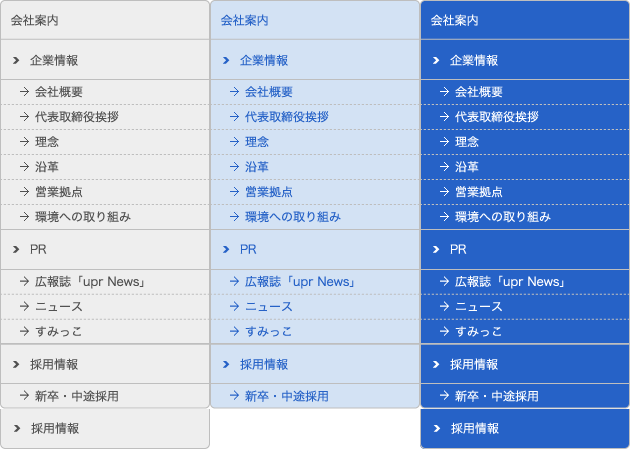 会社案内
企業情報
会社概要
代表取締役挨拶
理念
沿革
営業拠点
環境への取り組み
PR
広報誌「upr News」
ニュース
すみっこ
採用情報
新卒・中途採用
採用情報
会社案内
企業情報
会社概要
代表取締役挨拶
理念
沿革
営業拠点
環境への取り組み
PR
広報誌「upr News」
ニュース
すみっこ
採用情報
新卒・中途採用
会社案内
企業情報
会社概要
代表取締役挨拶
理念
沿革
営業拠点
環境への取り組み
PR
広報誌「upr News」
ニュース
すみっこ
採用情報
新卒・中途採用
採用情報